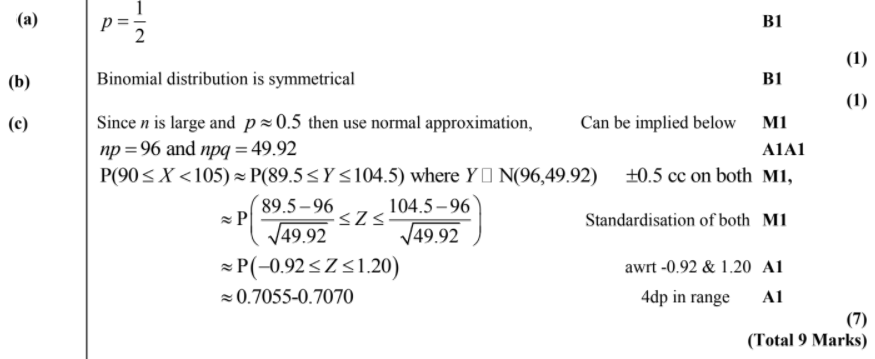 (a) p = 1/2 B1
(1)
(b) Binomial distribution is symmetrical B1
(1)
(c) Since n is large and p ≈ 0.5 then use normal approximation, Can be implied below M1
np = 96 and npq = 49.92 A1A1
P(90 ≤ X < 105) ≈ P(89.5 ≤ Y ≤ 104.5) where Y □ N(96,49.92) ±0.5 cc on both M1,
≈ P( (89.5 – 96)/√49.92 ≤ Z ≤ (104.5 – 96)/√49.92 ) Standardisation of both M1
≈ P(–0.92 ≤ Z ≤ 1.20) awrt -0.92 & 1.20 A1
≈ 0.7055-0.7070 4dp in range A1
(7)
(Total 9 Marks)